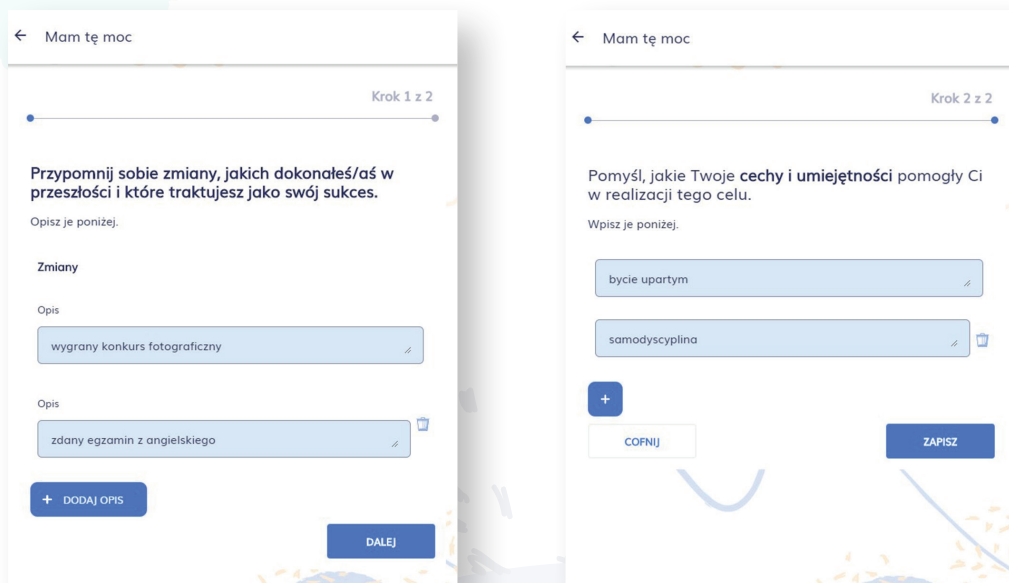 Mam tę moc
Krok 1 z 2
Przypomnij sobie zmiany, jakich dokonałeś/aś w
przeszłości i które traktujesz jako swój sukces.
Opisz je poniżej.
Zmiany
Opis
wygrany konkurs fotograficzny
Opis
zdany egzamin z angielskiego
+ DODAJ OPIS
DALEJ
Mam tę moc
Krok 2 z 2
Pomyśl, jakie Twoje cechy i umiejętności pomogły Ci
w realizacji tego celu.
Wpisz je poniżej.
bycie upartym
samodyscyplina
+
COFNIJ
ZAPISZ